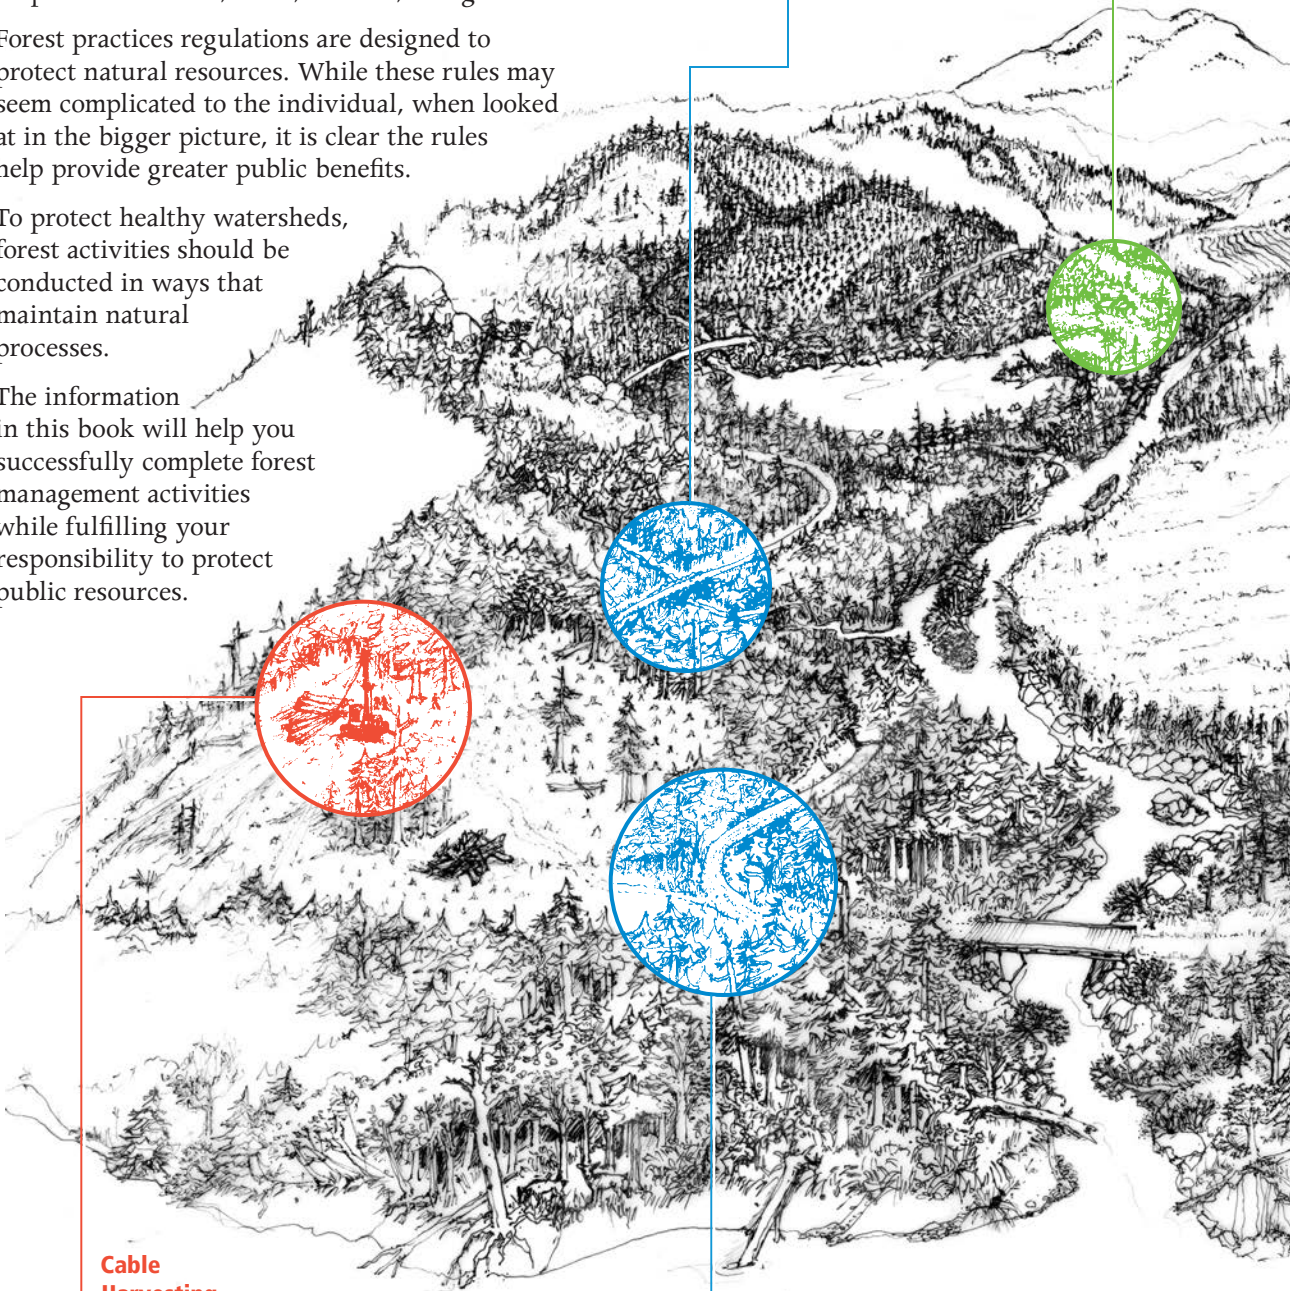 Forest practices regulations are designed to
protect natural resources. While these rules may
seem complicated to the individual, when looked
at in the bigger picture, it is clear the rules
help provide greater public benefits.
To protect healthy watersheds,
forest activities should be
conducted in ways that
maintain natural
processes.
The information
in this book will help you
successfully complete forest
management activities
while fulfilling your
responsibility to protect
public resources.
Cable
Harvesting